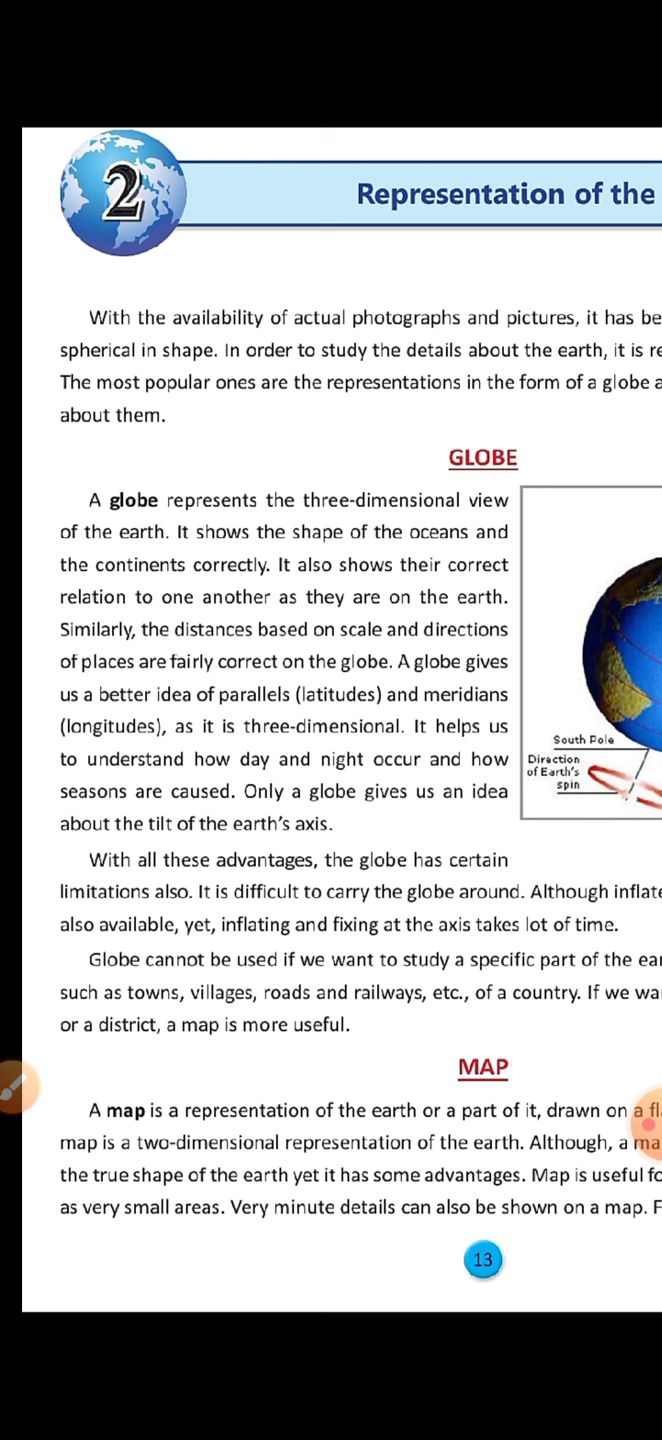 2
Representation of the
With the availability of actual photographs and pictures, it has be
spherical in shape. In order to study the details about the earth, it is re
The most popular ones are the representations in the form of a globe a
about them.
GLOBE
A globe represents the three-dimensional view
of the earth. It shows the shape of the oceans and
the continents correctly. It also shows their correct
relation to one another as they are on the earth.
Similarly, the distances based on scale and directions
of places are fairly correct on the globe. A globe gives
us a better idea of parallels (latitudes) and meridians
(longitudes), as it is three-dimensional. It helps us
to understand how day and night occur and how
seasons are caused. Only a globe gives us an idea
about the tilt of the earth's axis.
South Pole
Direction
of Earth's
spin
With all these advantages, the globe has certain
limitations also. It is difficult to carry the globe around. Although inflate
also available, yet, inflating and fixing at the axis takes lot of time.
Globe cannot be used if we want to study a specific part of the ear
such as towns, villages, roads and railways, etc., of a country. If we wa
or a district, a map is more useful.
MAP
A map is a representation of the earth or a part of it, drawn on a fl
map is a two-dimensional representation of the earth. Although, a ma
the true shape of the earth yet it has some advantages. Map is useful fo
as very small areas. Very minute details can also be shown on a map. F
13